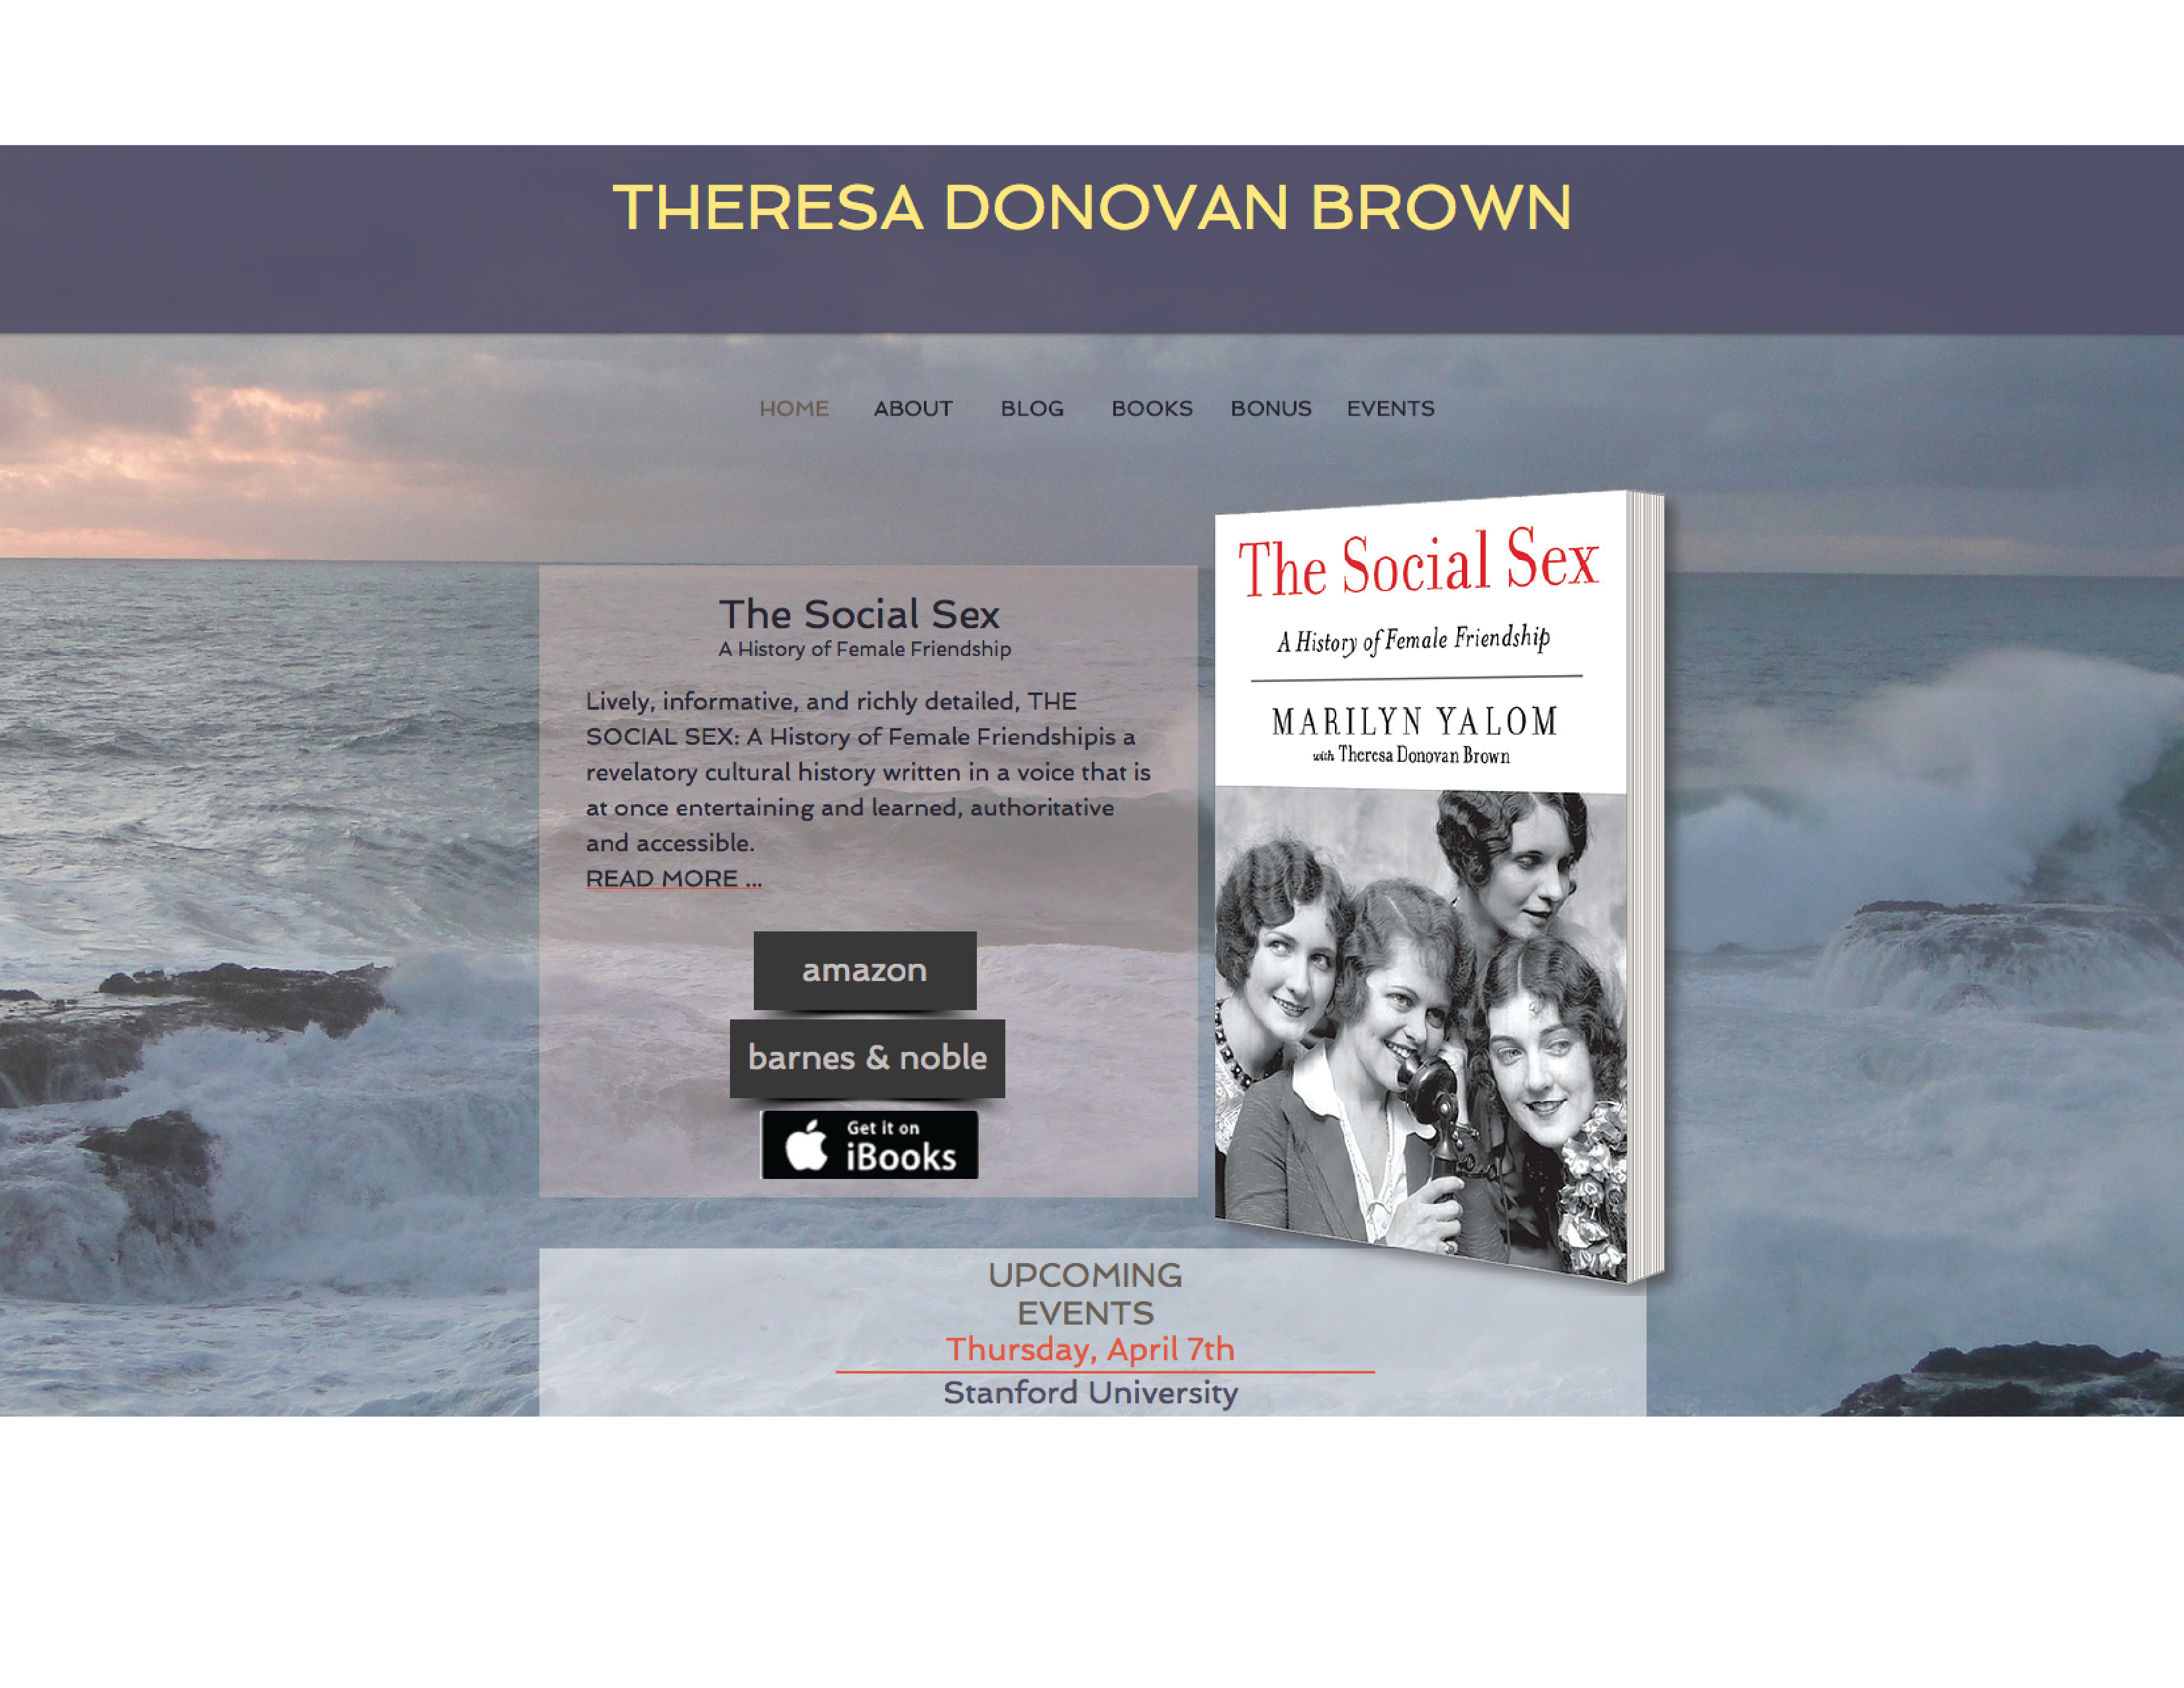 THERESA DONOVAN BROWN
HOME ABOUT BLOG BOOKS BONUS EVENTS
The Social Sex
A History of Female Friendship
Lively, informative, and richly detailed, THE
SOCIAL SEX: A History of Female Friendshipis a
revelatory cultural history written in a voice that is
at once entertaining and learned, authoritative
and accessible.
READ MORE ...
amazon
barnes & noble
Get it on
iBooks
The Social Sex
A History of Female Friendship
MARILYN YALOM
with Theresa Donovan Brown
UPCOMING
EVENTS
Thursday, April 7th
Stanford University